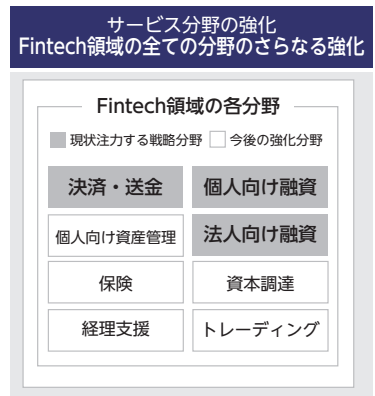 サービス分野の強化
Fintech領域の全ての分野のさらなる強化
Fintech領域の各分野
現状注力する戦略分野 今後の強化分野
決済・送金 個人向け融資
個人向け資産管理 法人向け融資
保険 資本調達
経理支援 トレーディング